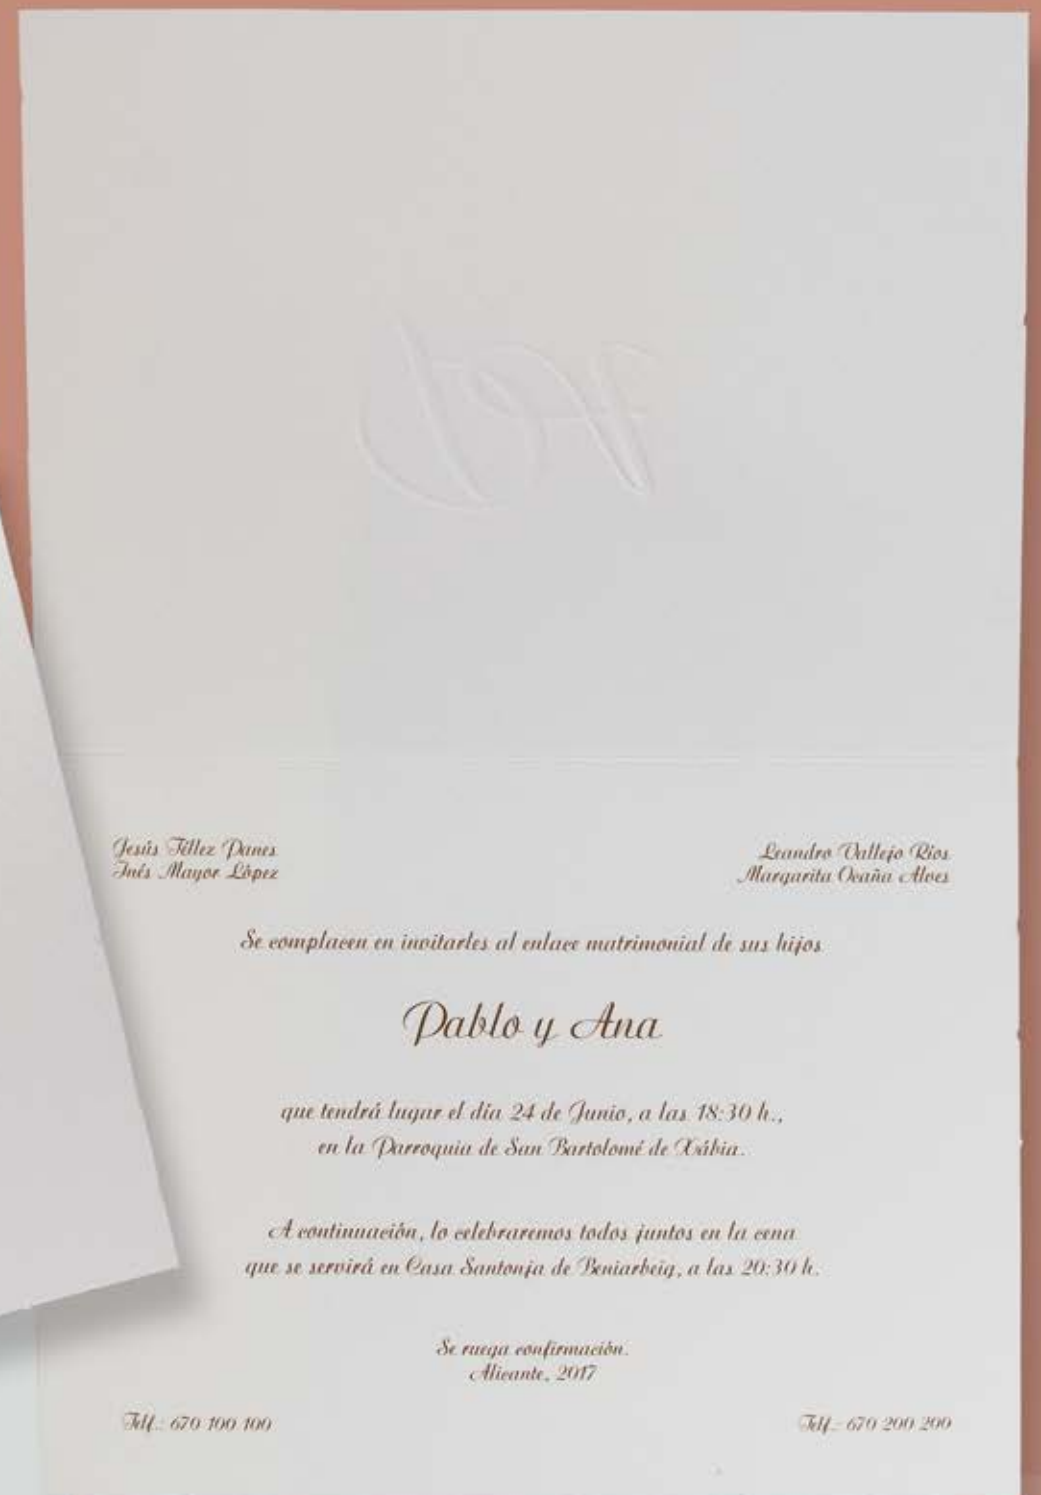 Jesús Téllez Panes
Inés Mayor López
Leandro Vallejo Ríos
Margarita Ocaña Alves
Se complacen en invitarles al enlace matrimonial de sus hijos
Pablo y Ana
que tendrá lugar el día 24 de Junio, a las 18:30 h.,
en la Parroquia de San Bartolomé de Xábia.
A continuación, lo celebraremos todos juntos en la cena
que se servirá en Casa Santonja de Beniarbeig, a las 20:30 h.
Se ruega confirmación.
Alicante, 2017
Telf.: 670 100 100
Telf.: 670 200 200